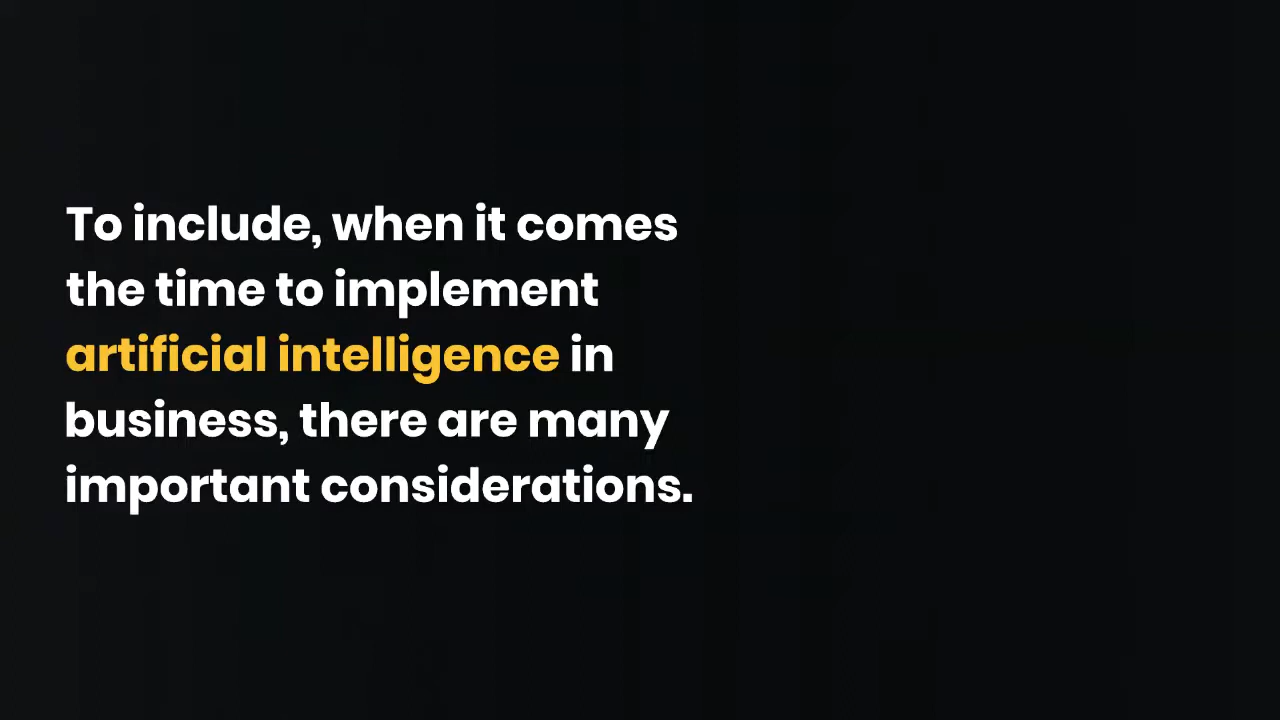 To include, when it comes
the time to implement
artificial intelligence in
business, there are many
important considerations.